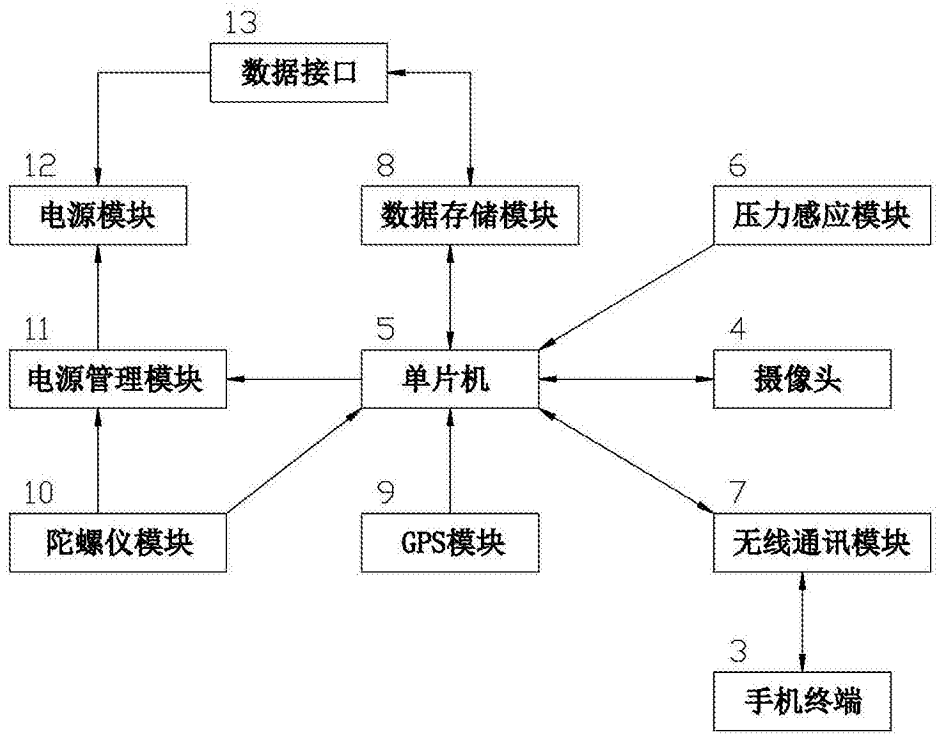 13
数据接口
12
电源模块
8
数据存储模块
6
压力感应模块
11
电源管理模块
5
单片机
4
摄像头
10
陀螺仪模块
9
GPS模块
7
无线通讯模块
3
手机终端